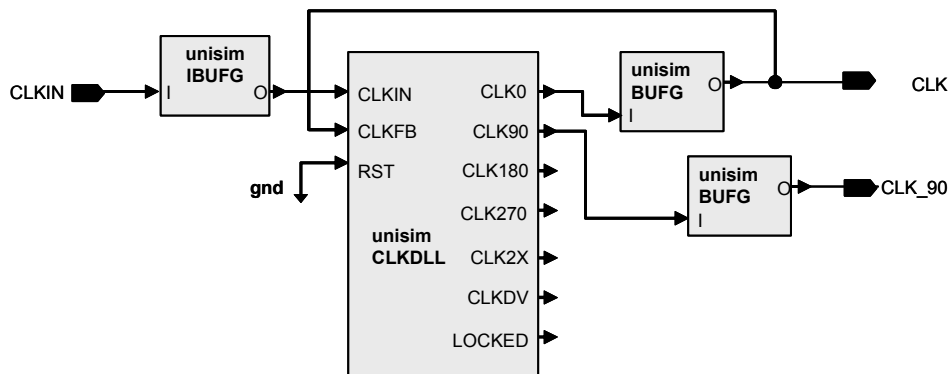 unisim
IBUFG
CLKIN
I
O
CLKIN
CLKFB
RST
gnd
unisim
CLKDLL
CLK0
CLK90
CLK180
CLK270
CLK2X
CLKDV
LOCKED
unisim
BUFG
I
O
CLK
unisim
BUFG
I
O
CLK_90